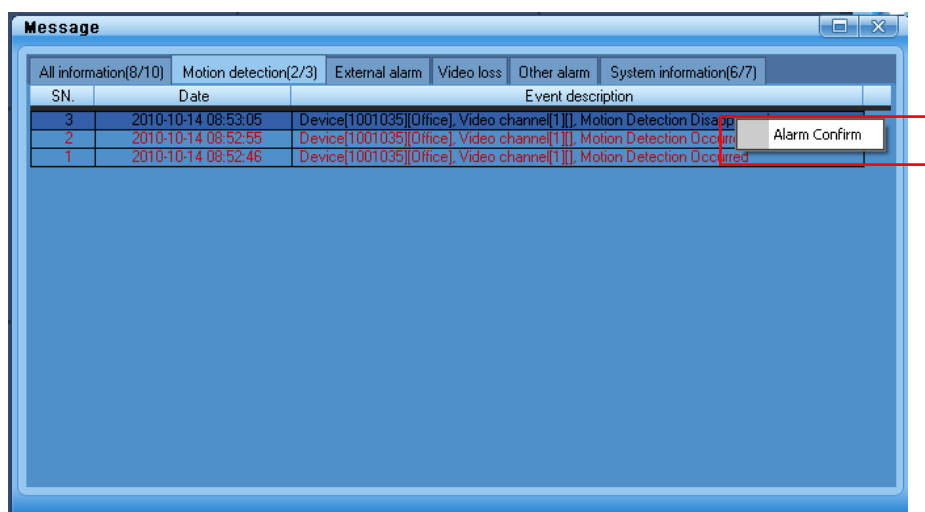 Message
All information(8/10) Motion detection(2/3) External alarm Video loss Other alarm System information(6/7)
SN. Date Event description
3 2010-10-14 08:53:05 Device[1001035][Office], Video channel[1][], Motion Detection
2 2010-10-14 08:52:55 Device[1001035][Office], Video channel[1][], Motion Detection
Alarm Confirm
1 2010-10-14 08:52:46 Device[1001035][Office], Video channel[1][], Motion Detection Occurred